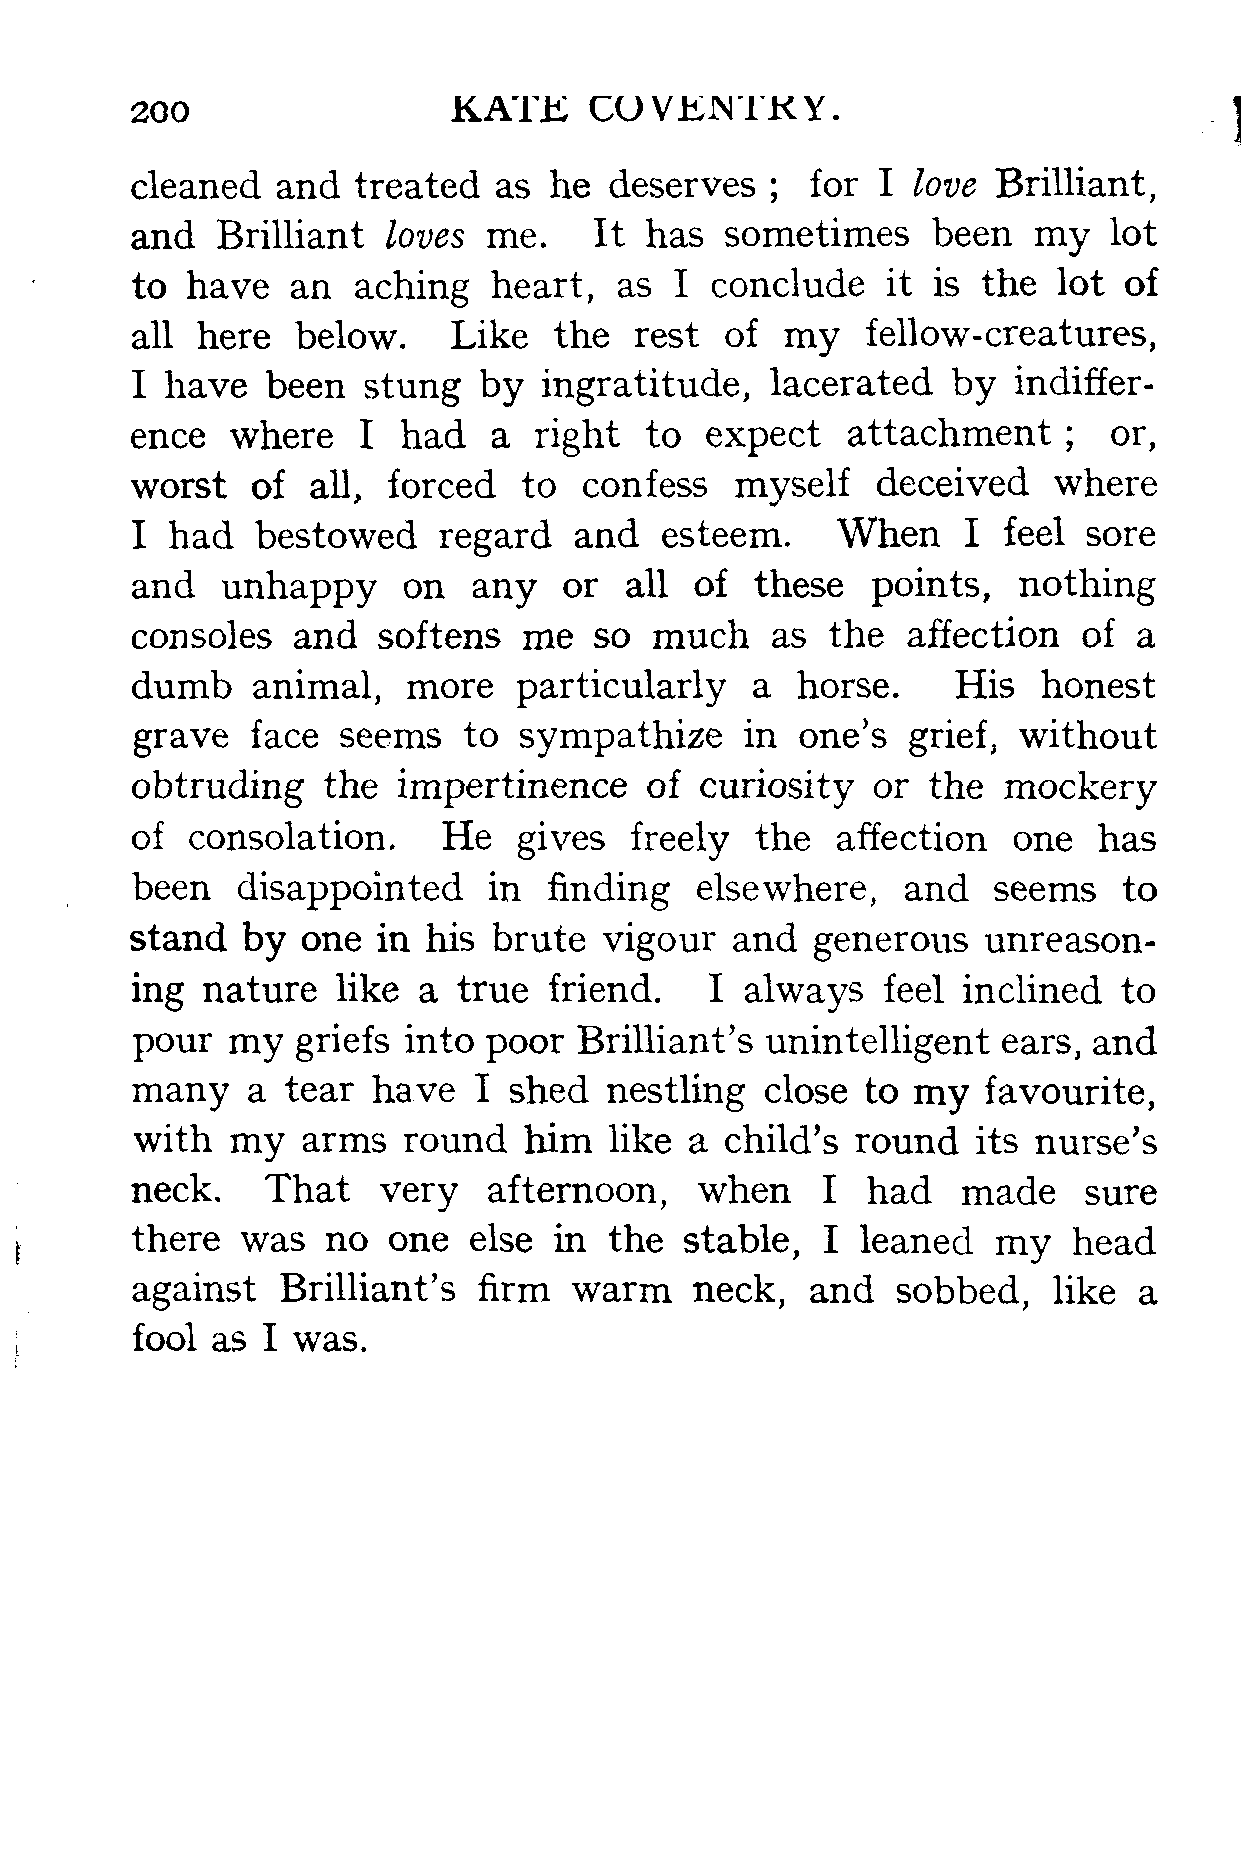 200 KATE COVENTRY.
cleaned and treated as he deserves ; for I love Brilliant,
and Brilliant loves me. It has sometimes been my lot
to have an aching heart, as I conclude it is the lot of
all here below. Like the rest of my fellow-creatures,
I have been stung by ingratitude, lacerated by indiffer-
ence where I had a right to expect attachment ; or,
worst of all, forced to confess myself deceived where
I had bestowed regard and esteem. When I feel sore
and unhappy on any or all of these points, nothing
consoles and softens me so much as the affection of a
dumb animal, more particularly a horse. His honest
grave face seems to sympathize in one's grief, without
obtruding the impertinence of curiosity or the mockery
of consolation. He gives freely the affection one has
been disappointed in finding elsewhere, and seems to
stand by one in his brute vigour and generous unreason-
ing nature like a true friend. I always feel inclined to
pour my griefs into poor Brilliant's unintelligent ears, and
many a tear have I shed nestling close to my favourite,
with my arms round him like a child's round its nurse's
neck. That very afternoon, when I had made sure
there was no one else in the stable, I leaned my head
against Brilliant's firm warm neck, and sobbed, like a
fool as I was.